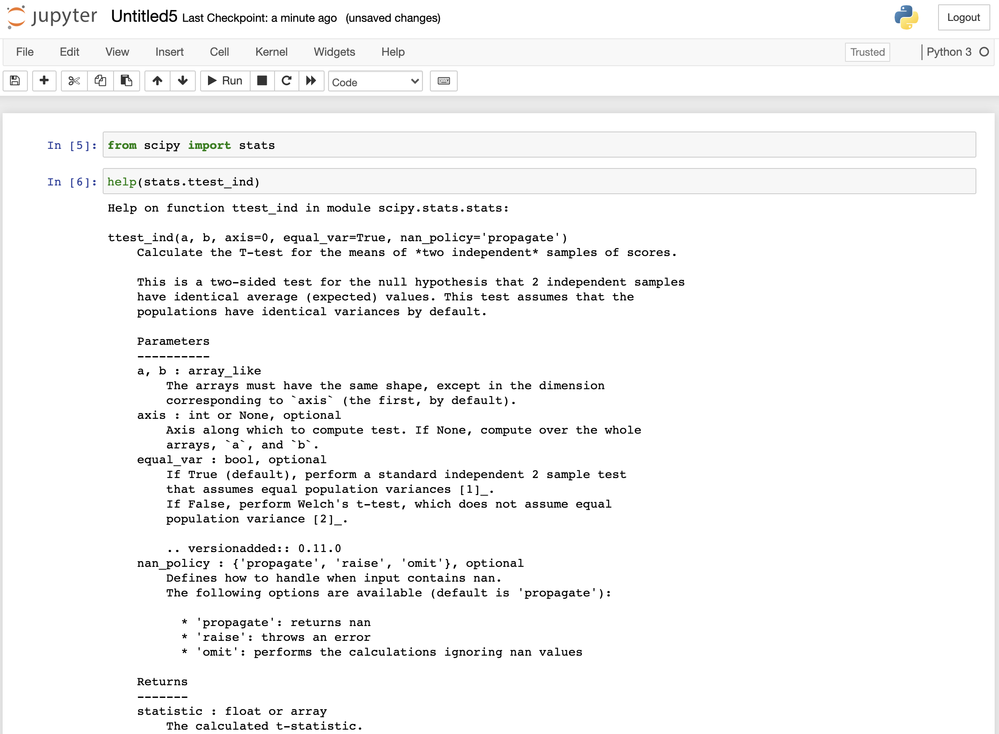 jupyter Untitled5 Last Checkpoint: a minute ago (unsaved changes) Logout
File Edit View Insert Cell Kernel Widgets Help Trusted Python 3
Run Code
In [5]: from scipy import stats
In [6]: help(stats.ttest_ind)
Help on function ttest_ind in module scipy.stats.stats:
ttest_ind(a, b, axis=0, equal_var=True, nan_policy='propagate')
Calculate the T-test for the means of *two independent* samples of scores.
This is a two-sided test for the null hypothesis that 2 independent samples
have identical average (expected) values. This test assumes that the
populations have identical variances by default.
Parameters
----------
a, b : array_like
The arrays must have the same shape, except in the dimension
corresponding to `axis` (the first, by default).
axis : int or None, optional
Axis along which to compute test. If None, compute over the whole
arrays, `a`, and `b`.
equal_var : bool, optional
If True (default), perform a standard independent 2 sample test
that assumes equal population variances [1]_.
If False, perform Welch's t-test, which does not assume equal
population variance [2]_.
.. versionadded:: 0.11.0
nan_policy : {'propagate', 'raise', 'omit'}, optional
Defines how to handle when input contains nan.
The following options are available (default is 'propagate'):
* 'propagate': returns nan
* 'raise': throws an error
* 'omit': performs the calculations ignoring nan values
Returns
-------
statistic : float or array
The calculated t-statistic.